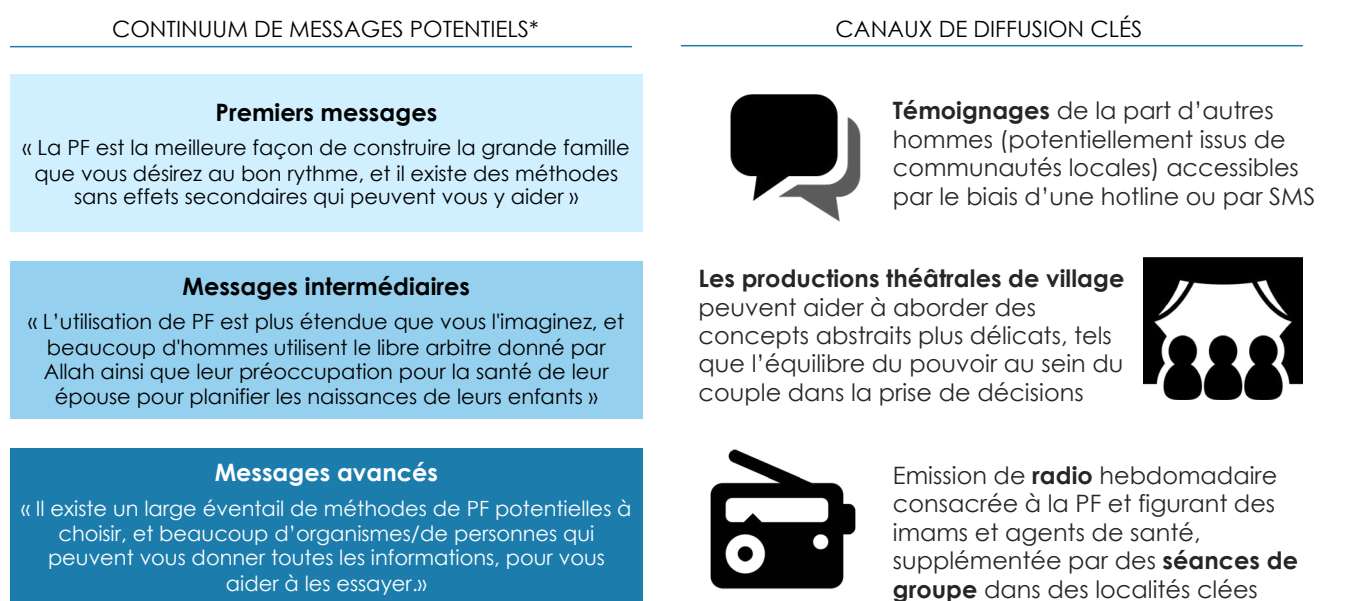 CONTINUUM DE MESSAGES POTENTIELS*
Premiers messages
« La PF est la meilleure façon de construire la grande famille
que vous désirez au bon rythme, et il existe des méthodes
sans effets secondaires qui peuvent vous y aider »
Messages intermédiaires
« L’utilisation de PF est plus étendue que vous l'imaginez, et
beaucoup d'hommes utilisent le libre arbitre donné par
Allah ainsi que leur préoccupation pour la santé de leur
épouse pour planifier les naissances de leurs enfants »
Messages avancés
« Il existe un large éventail de méthodes de PF potentielles à
choisir, et beaucoup d’organismes/de personnes qui
peuvent vous donner toutes les informations, pour vous
aider à les essayer.»
CANAUX DE DIFFUSION CLÉS
Témoignages de la part d’autres
hommes (potentiellement issus de
communautés locales) accessibles
par le biais d’une hotline ou par SMS
Les productions théâtrales de village
peuvent aider à aborder des
concepts abstraits plus délicats, tels
que l’équilibre du pouvoir au sein du
couple dans la prise de décisions
Emission de radio hebdomadaire
consacrée à la PF et figurant des
imams et agents de santé,
supplémentée par des séances de
groupe dans des localités clées